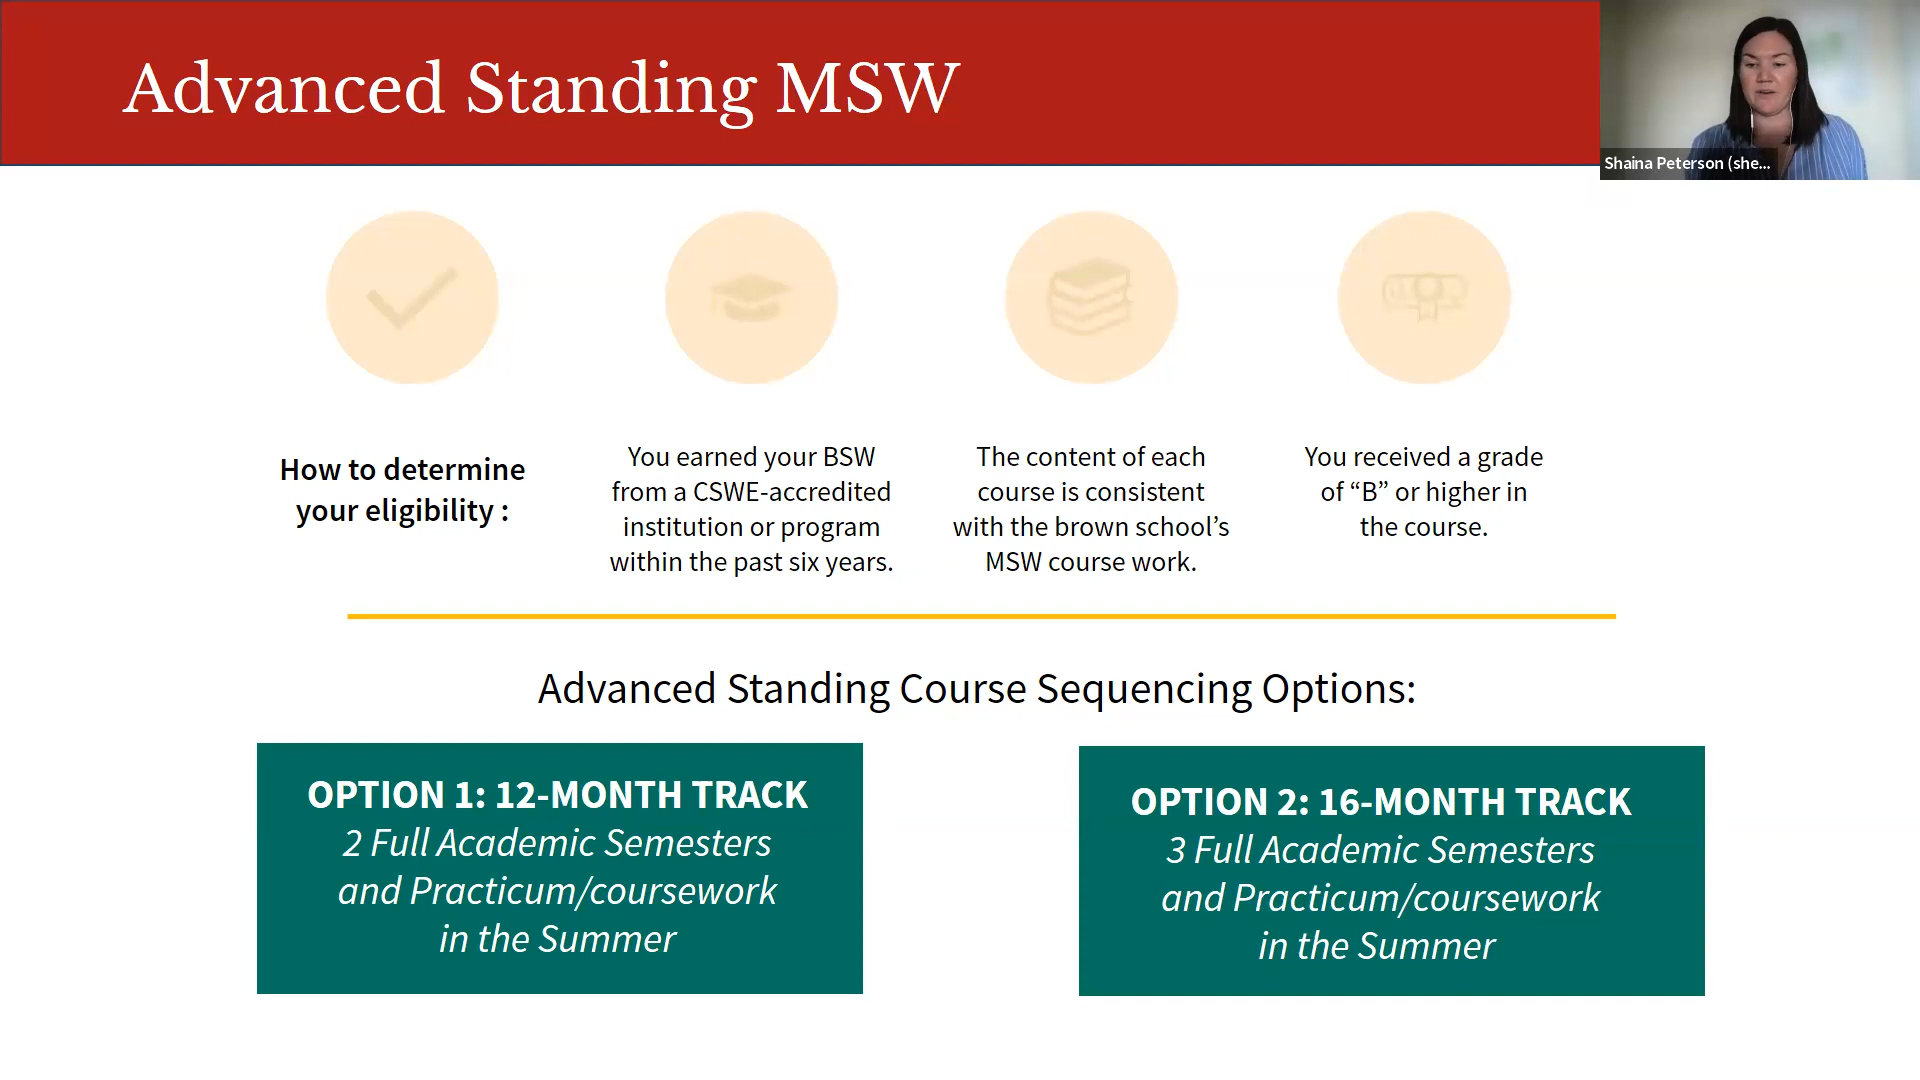 Advanced Standing MSW
Shaina Peterson (she...
How to determine
your eligibility :
You earned your BSW
from a CSWE-accredited
institution or program
within the past six years.
The content of each
course is consistent
with the brown school’s
MSW course work.
You received a grade
of “B” or higher in
the course.
Advanced Standing Course Sequencing Options:
OPTION 1: 12-MONTH TRACK
2 Full Academic Semesters
and Practicum/coursework
in the Summer
OPTION 2: 16-MONTH TRACK
3 Full Academic Semesters
and Practicum/coursework
in the Summer